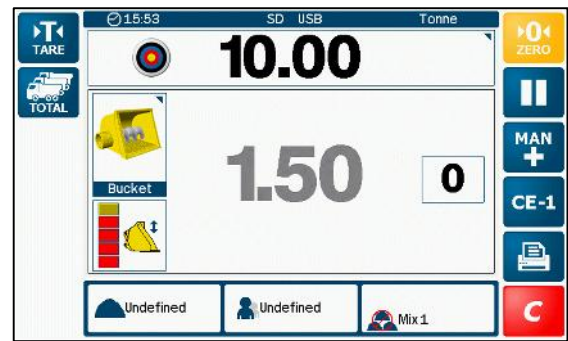 15:53 SD USB Tonne
T
TARE
TOTAL
10.00
0
ZERO
Bucket
1.50
0
MAN
+
CE-1
Undefined
Undefined
Mix 1
C